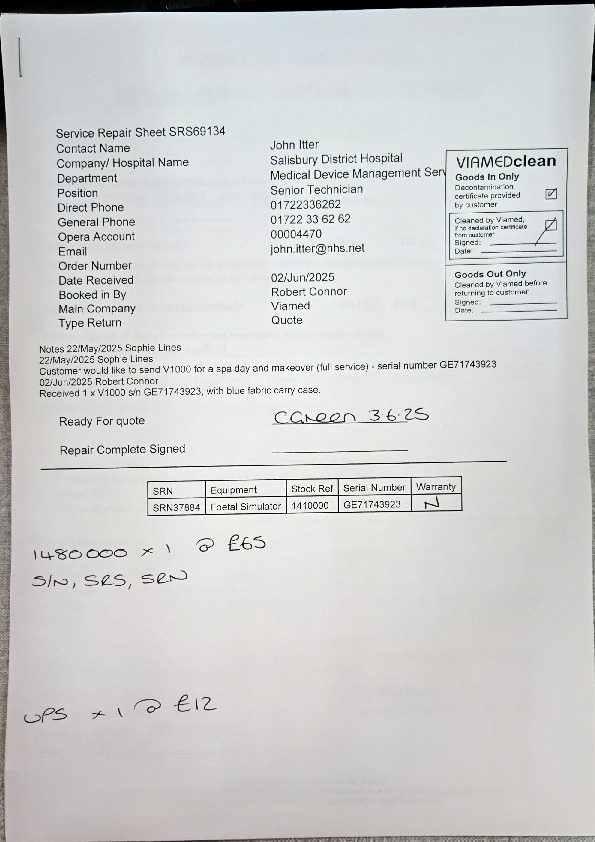 Service Repair Sheet SRS69134
Contact Name John Itter
Company/ Hospital Name Salisbury District Hospital
Department Medical Device Management Serv
Position Senior Technician
Direct Phone 01722336262
General Phone 01722 33 62 62
Opera Account 00004470
Email john.itter@nhs.net
Order Number
Date Received 02/Jun/2025
Booked in By Robert Connor
Main Company Viamed
Type Return Quote
VIAMEDclean
Goods In Only
Decontamination
certificate provided
by customer
Cleaned by Viamed,
if no declaration certificate
from customer
Signed:
Date:
Goods Out Only
Cleaned by Viamed before
returning to customer
Signed:
Date:
Notes 22/May/2025 Sophie Lines
22/May/2025 Sophie Lines
Customer would like to send V1000 for a spa day and makeover (full service) - serial number GE71743923
02/Jun/2025 Robert Connor
Received 1 x V1000 s/n GE71743923, with blue fabric carry case.
Ready For quote CGreen 3·6·25
Repair Complete Signed
SRN Equipment Stock Ref Serial Number Warranty
SRN37884 Foetal Simulator 1410000 GE71743923 N
1480000 x 1 @ £65
S/N, SRS, SRN
UPS x 1 @ £12